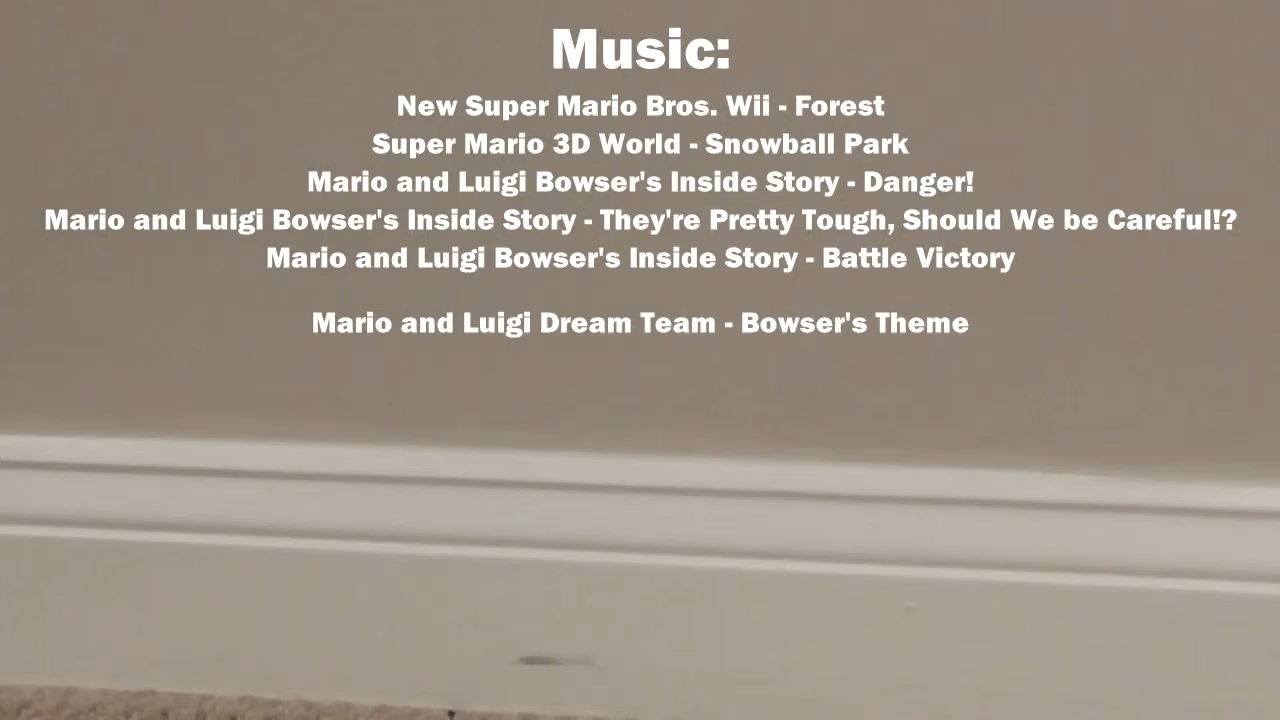 Music:
New Super Mario Bros. Wii - Forest
Super Mario 3D World - Snowball Park
Mario and Luigi Bowser's Inside Story - Danger!
Mario and Luigi Bowser's Inside Story - They're Pretty Tough, Should We be Careful!?
Mario and Luigi Bowser's Inside Story - Battle Victory
Mario and Luigi Dream Team - Bowser's Theme